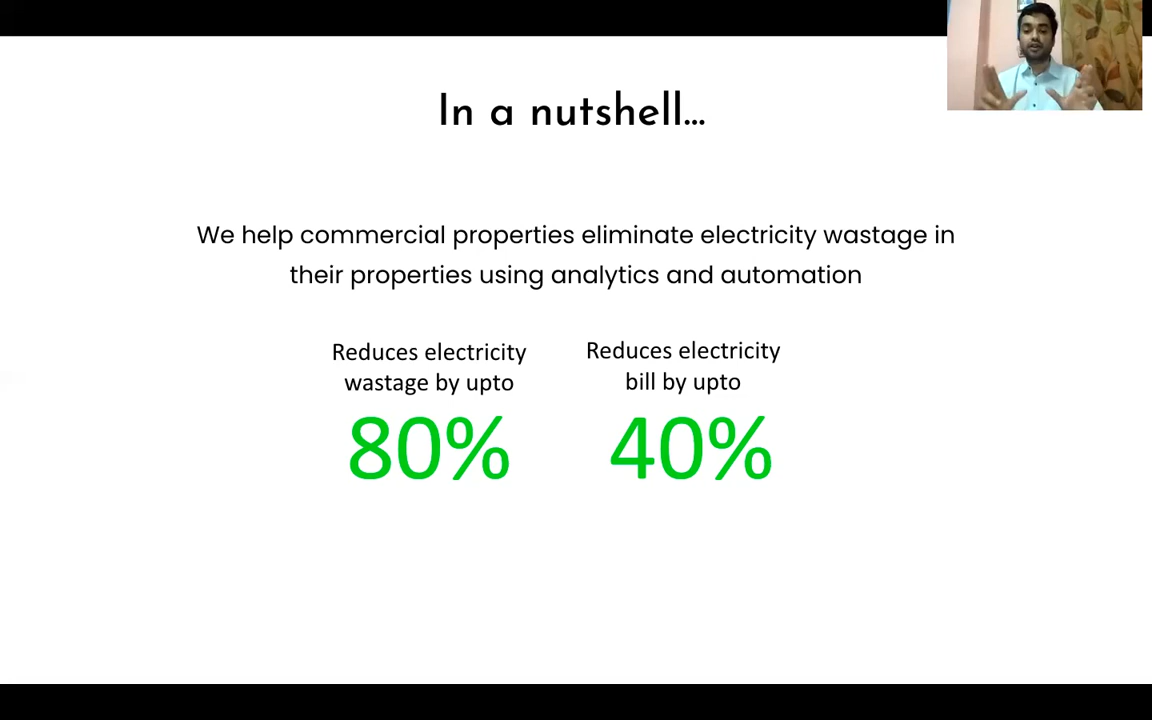 In a nutshell...
We help commercial properties eliminate electricity wastage in
their properties using analytics and automation
Reduces electricity
wastage by upto
80%
Reduces electricity
bill by upto
40%